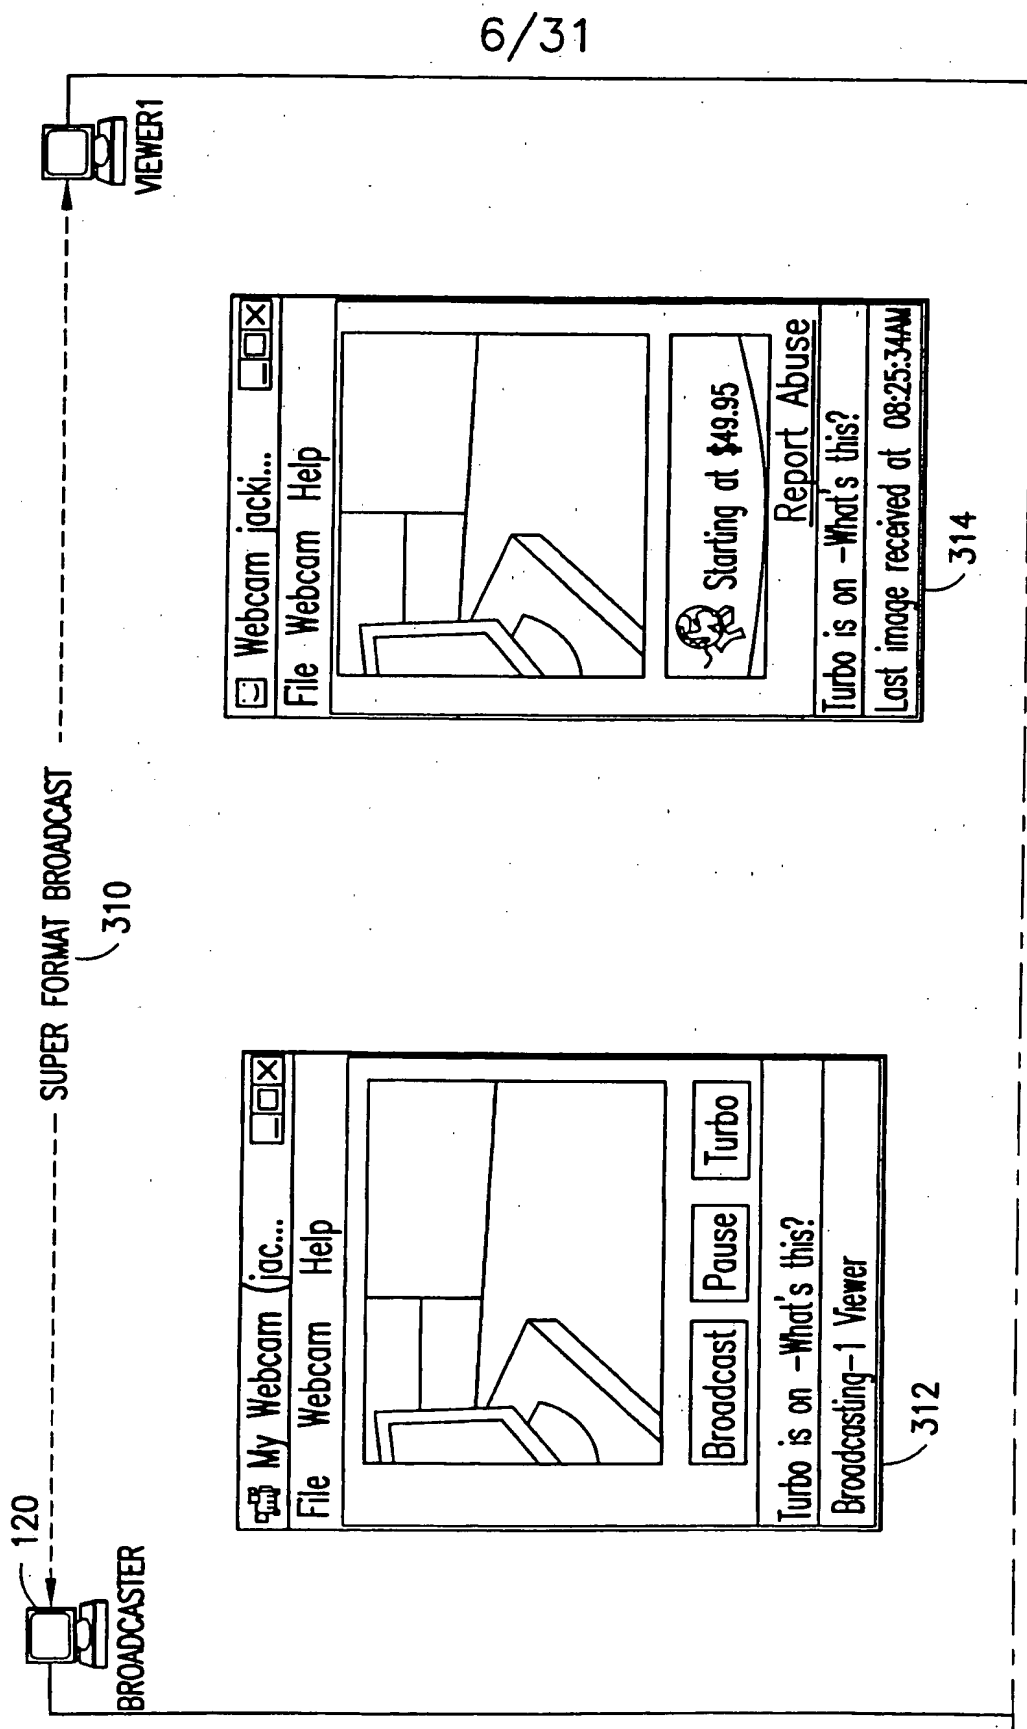 6/31
120
BROADCASTER
SUPER FORMAT BROADCAST
310
VIEWER1
My Webcam (jac...
File Webcam Help
Broadcast Pause Turbo
Turbo is on -What's this?
Broadcasting-1 Viewer
312
Webcam jacki...
File Webcam Help
Starting at $49.95
Report Abuse
Turbo is on -What's this?
Last image received at 08:25:34AM
314